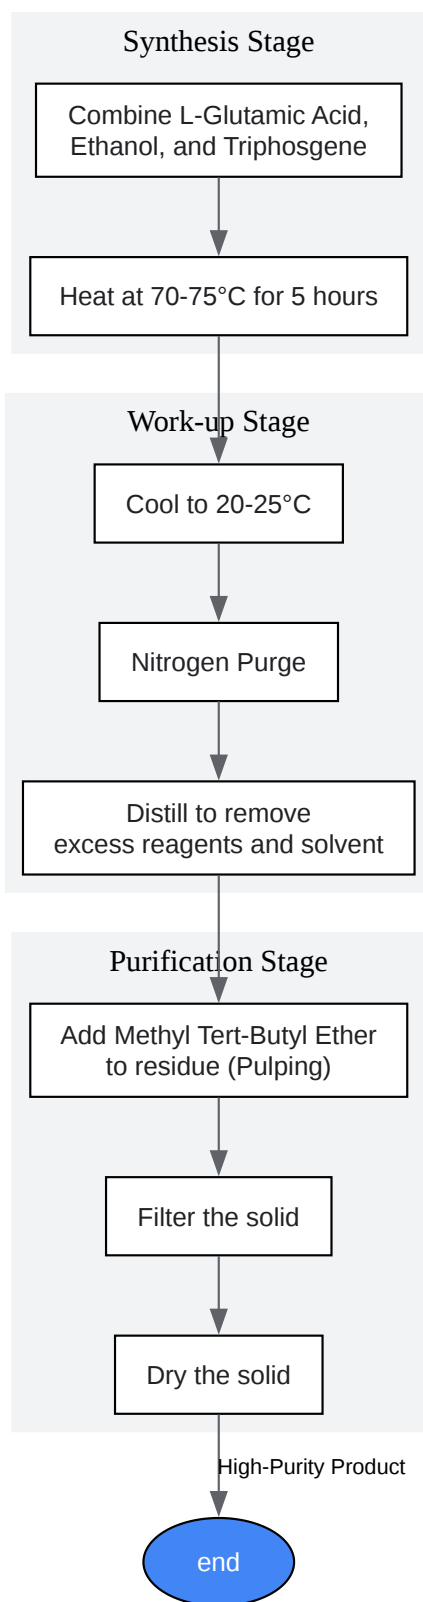 Synthesis Stage
Combine L-Glutamic Acid,
Ethanol, and Triphosgene
Heat at 70-75°C for 5 hours
Work-up Stage
Cool to 20-25°C
Nitrogen Purge
Distill to remove
excess reagents and solvent
Purification Stage
Add Methyl Tert-Butyl Ether
to residue (Pulping)
Filter the solid
Dry the solid
High-Purity Product
end